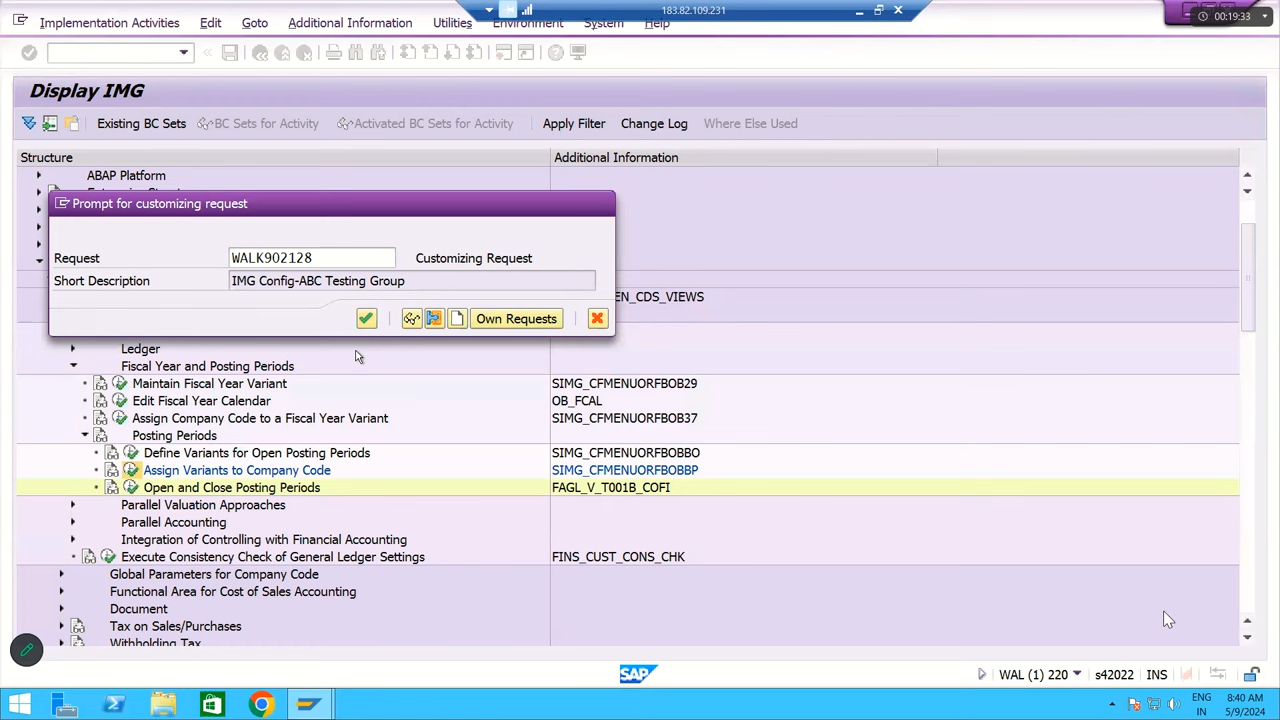 183.82.109.231
00:19:33
Implementation Activities Edit Goto Additional Information Utilities Environment System Help
Display IMG
Existing BC Sets BC Sets for Activity Activated BC Sets for Activity Apply Filter Change Log Where Else Used
Structure Additional Information
ABAP Platform
Prompt for customizing request
Request WALK902128 Customizing Request
Short Description IMG Config-ABC Testing Group
EN_CDS_VIEWS
Own Requests
Ledger
Fiscal Year and Posting Periods
Maintain Fiscal Year Variant SIMG_CFMENUORFBOB29
Edit Fiscal Year Calendar OB_FCAL
Assign Company Code to a Fiscal Year Variant SIMG_CFMENUORFBOB37
Posting Periods
Define Variants for Open Posting Periods SIMG_CFMENUORFBOBBO
Assign Variants to Company Code SIMG_CFMENUORFBOBBP
Open and Close Posting Periods FAGL_V_T001B_COFI
Parallel Valuation Approaches
Parallel Accounting
Integration of Controlling with Financial Accounting
Execute Consistency Check of General Ledger Settings FINS_CUST_CONS_CHK
Global Parameters for Company Code
Functional Area for Cost of Sales Accounting
Document
Tax on Sales/Purchases
Withholding Tax
SAP WAL (1) 220 s42022 INS
ENG 8:40 AM
IN 5/9/2024